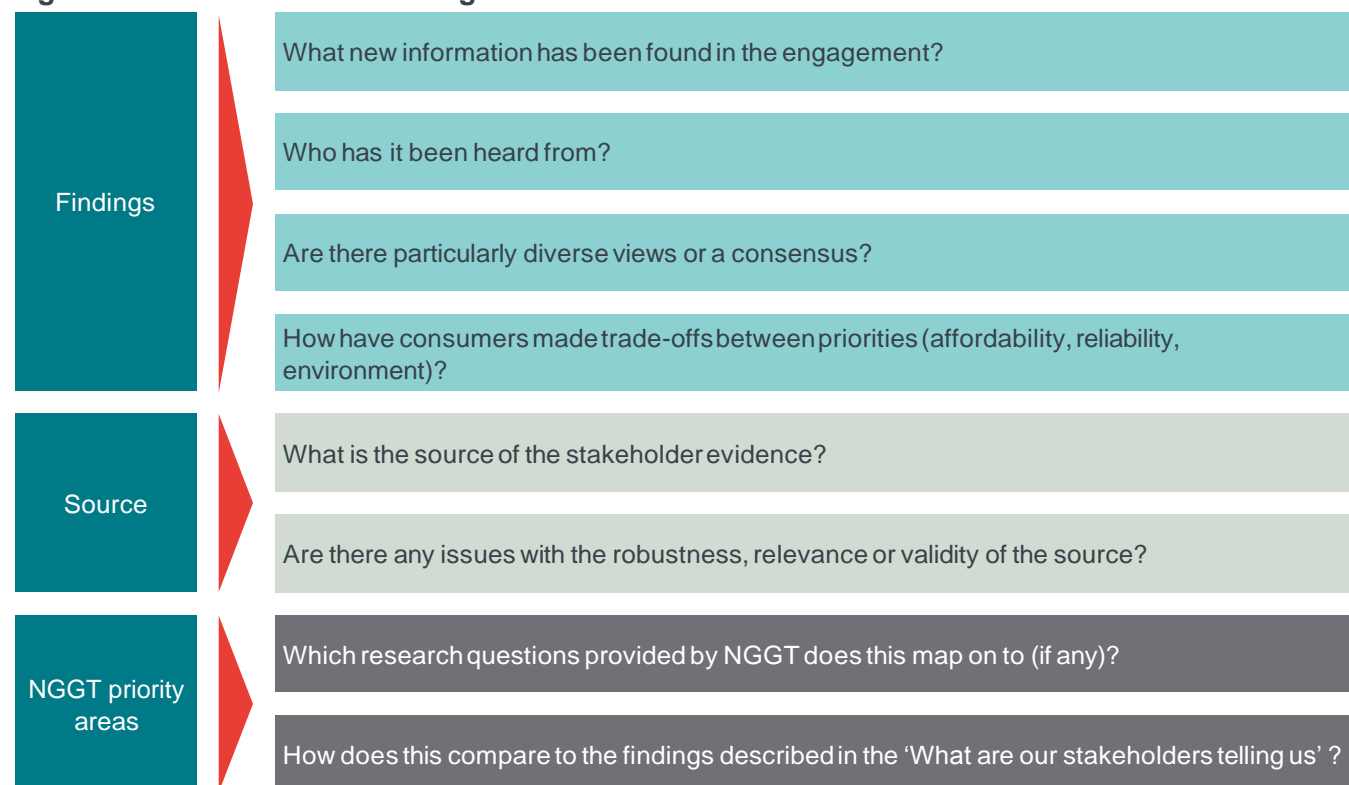 What new information has been found in the engagement?
Who has it been heard from?
Findings
Are there particularly diverse views or a consensus?
How have consumers made trade-offs between priorities (affordability, reliability,
environment)?
What is the source of the stakeholder evidence?
Source
Are there any issues with the robustness, relevance or validity of the source?
Which research questions provided by NGGT does this map on to (if any)?
NGGT priority
areas
How does this compare to the findings described in the ‘What are our stakeholders telling us’ ?